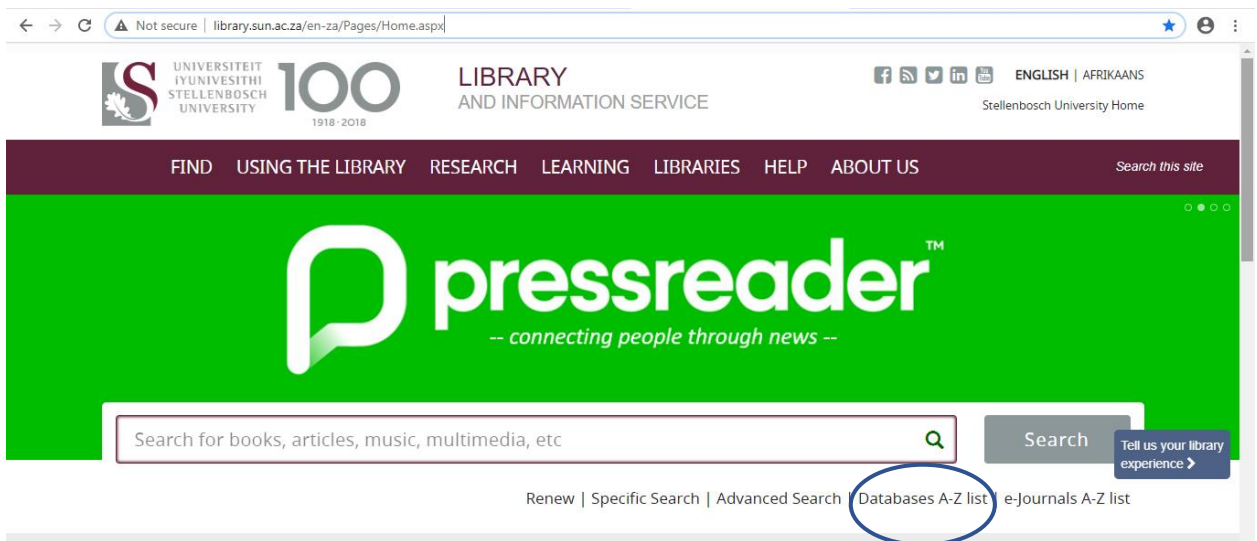 Not secure | library.sun.ac.za/en-za/Pages/Home.aspx
UNIVERSITEIT
iYUNIVESITHI
STELLENBOSCH
UNIVERSITY
100
1918·2018
LIBRARY
AND INFORMATION SERVICE
ENGLISH | AFRIKAANS
Stellenbosch University Home
FIND USING THE LIBRARY RESEARCH LEARNING LIBRARIES HELP ABOUT US Search this site
pressreader™
-- connecting people through news --
Search for books, articles, music, multimedia, etc
Search
Tell us your library
experience >
Renew | Specific Search | Advanced Search | Databases A-Z list | e-Journals A-Z list